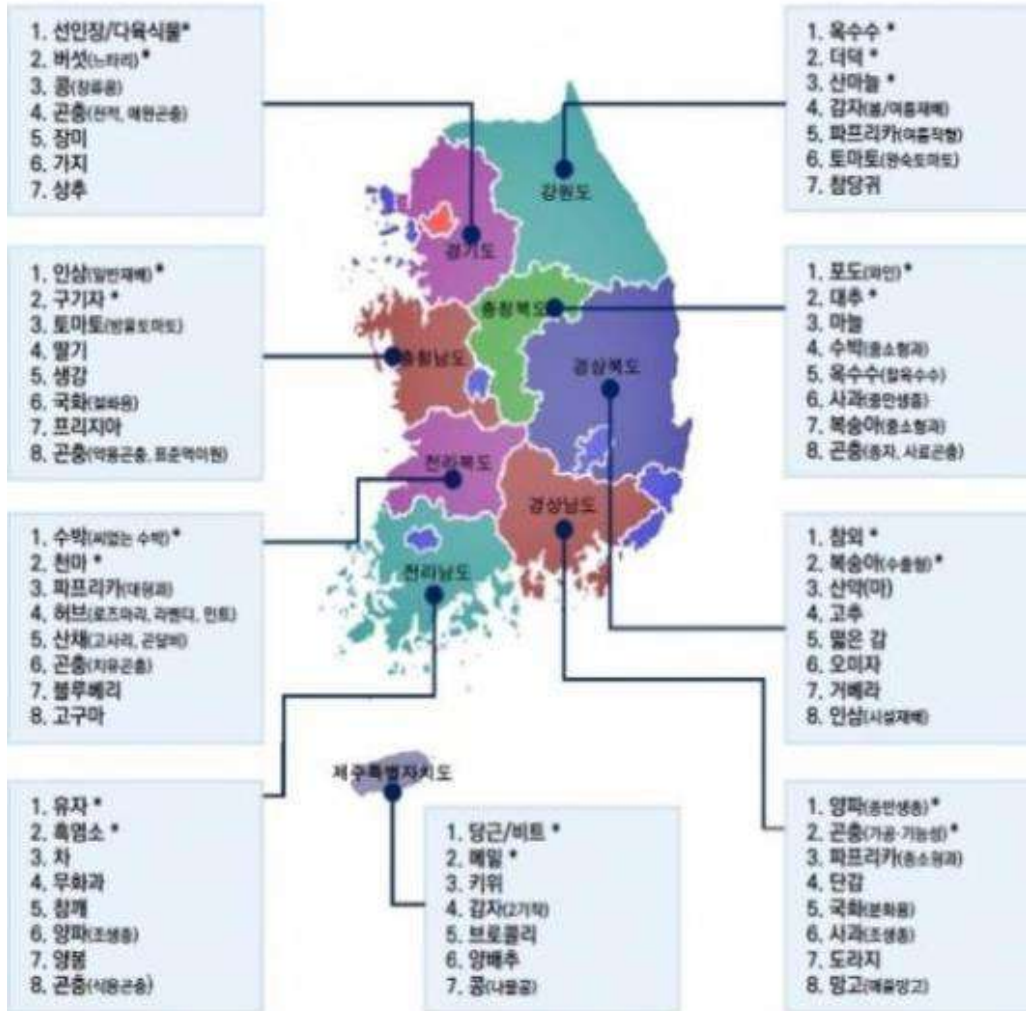 1. 선인장/다육식물*
2. 버섯(느타리)*
3. 콩(장류콩)
4. 곤충(천적, 애완곤충)
5. 장미
6. 가지
7. 상추
1. 옥수수 *
2. 더덕 *
3. 산마늘 *
4. 감자(봄/여름재배)
5. 파프리카(여름작형)
6. 토마토(완숙토마토)
7. 참당귀
강원도
경기도
1. 인삼(일반재배)*
2. 구기자 *
3. 토마토(방울토마토)
4. 딸기
5. 생강
6. 국화(절화용)
7. 프리지아
8. 곤충(약용곤충, 표준먹이원)
1. 포도(와인) *
2. 대추 *
3. 마늘
4. 수박(중소형과)
5. 옥수수(찰옥수수)
6. 사과(중만생종)
7. 복숭아(중소형과)
8. 곤충(종자, 사료곤충)
충청북도
충청남도
경상북도
전라북도
경상남도
전라남도
1. 수박(씨없는 수박) *
2. 천마 *
3. 파프리카(대형과)
4. 허브(로즈마리, 라벤더, 민트)
5. 산채(고사리, 곤달비)
6. 곤충(치유곤충)
7. 블루베리
8. 고구마
1. 참외 *
2. 복숭아(수출형)*
3. 산약(마)
4. 고추
5. 떫은 감
6. 오미자
7. 거베라
8. 인삼(시설재배)
제주특별자치도
1. 유자 *
2. 흑염소 *
3. 차
4. 무화과
5. 참깨
6. 양파(조생종)
7. 양봉
8. 곤충(식용곤충)
1. 당근/비트 *
2. 메밀 *
3. 키위
4. 감자(2기작)
5. 브로콜리
6. 양배추
7. 콩(나물콩)
1. 양파(중만생종)*
2. 곤충(가공·기능성)*
3. 파프리카(중소형과)
4. 단감
5. 국화(분화용)
6. 사과(조생종)
7. 도라지
8. 망고(애플망고)